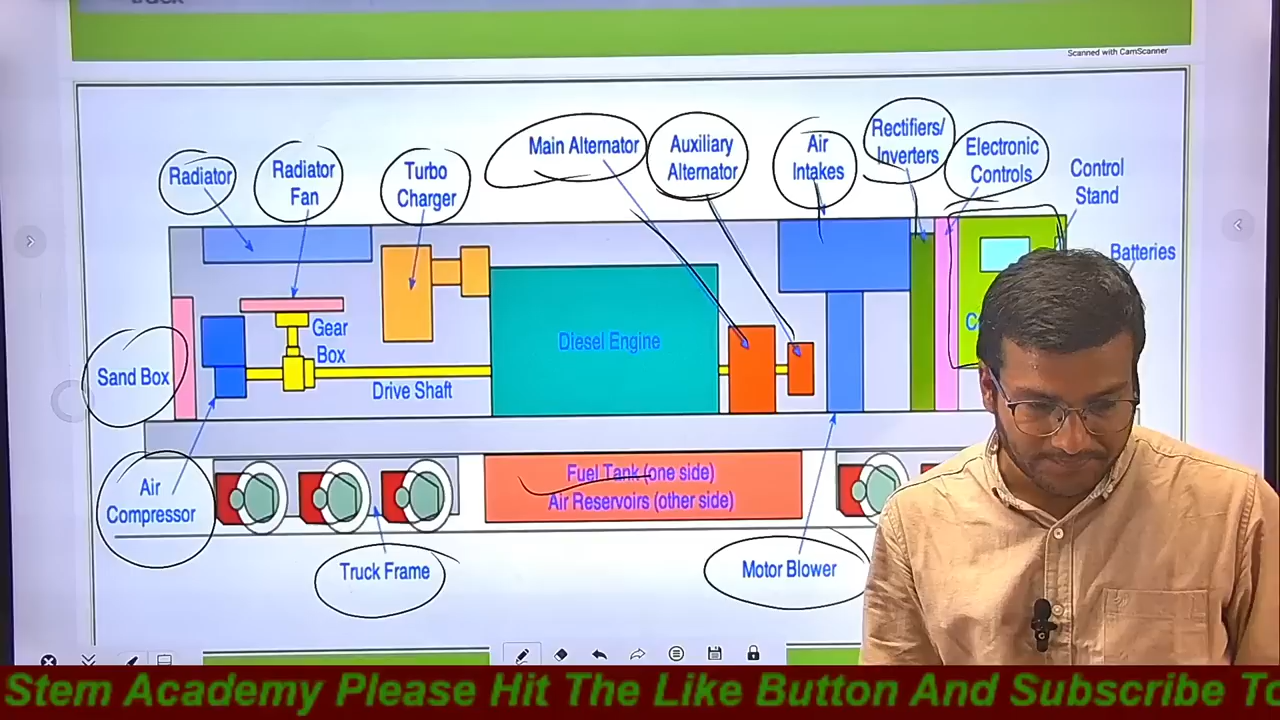 Scanned with CamScanner
Radiator
Radiator
Fan
Turbo
Charger
Main Alternator
Auxiliary
Alternator
Air
Intakes
Rectifiers/
Inverters
Electronic
Controls
Control
Stand
Batteries
Gear
Box
Diesel Engine
Sand Box
Drive Shaft
Fuel Tank (one side)
Air Reservoirs (other side)
Air
Compressor
Truck Frame
Motor Blower
Stem Academy Please Hit The Like Button And Subscribe To